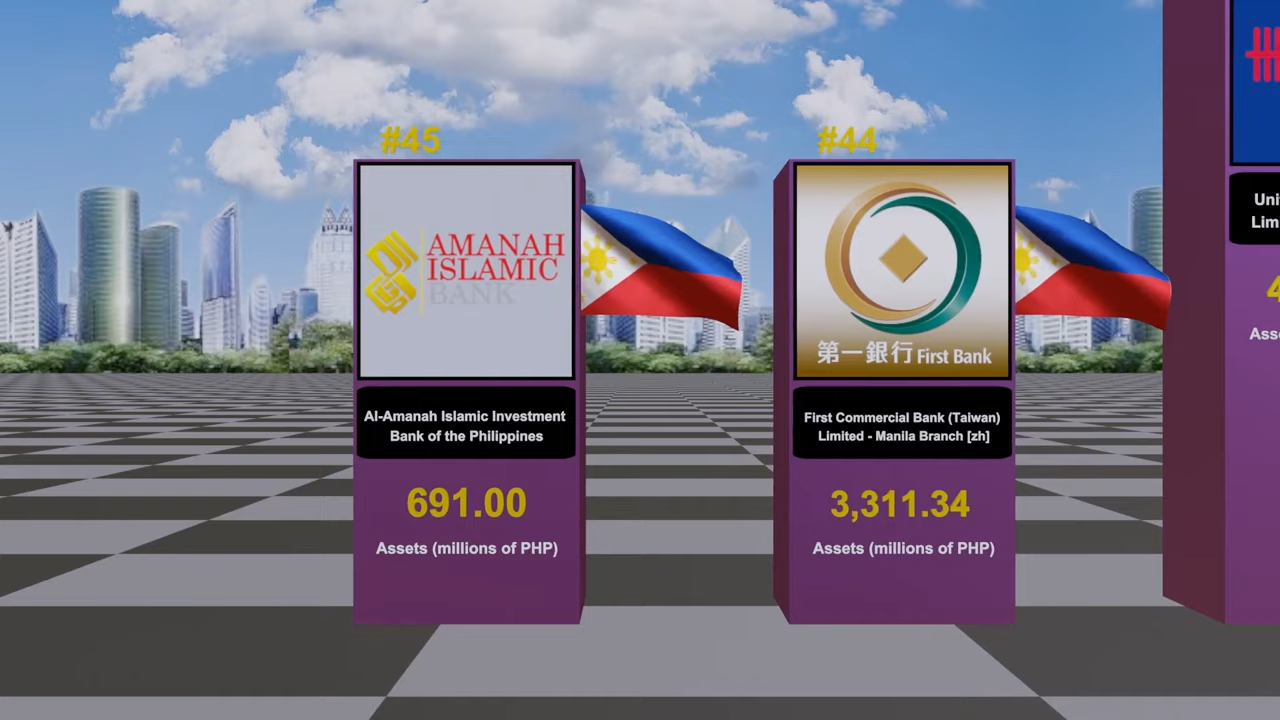 #45
AMANAH
ISLAMIC
BANK
Al-Amanah Islamic Investment
Bank of the Philippines
691.00
Assets (millions of PHP)
#44
第一銀行 First Bank
First Commercial Bank (Taiwan)
Limited - Manila Branch [zh]
3,311.34
Assets (millions of PHP)